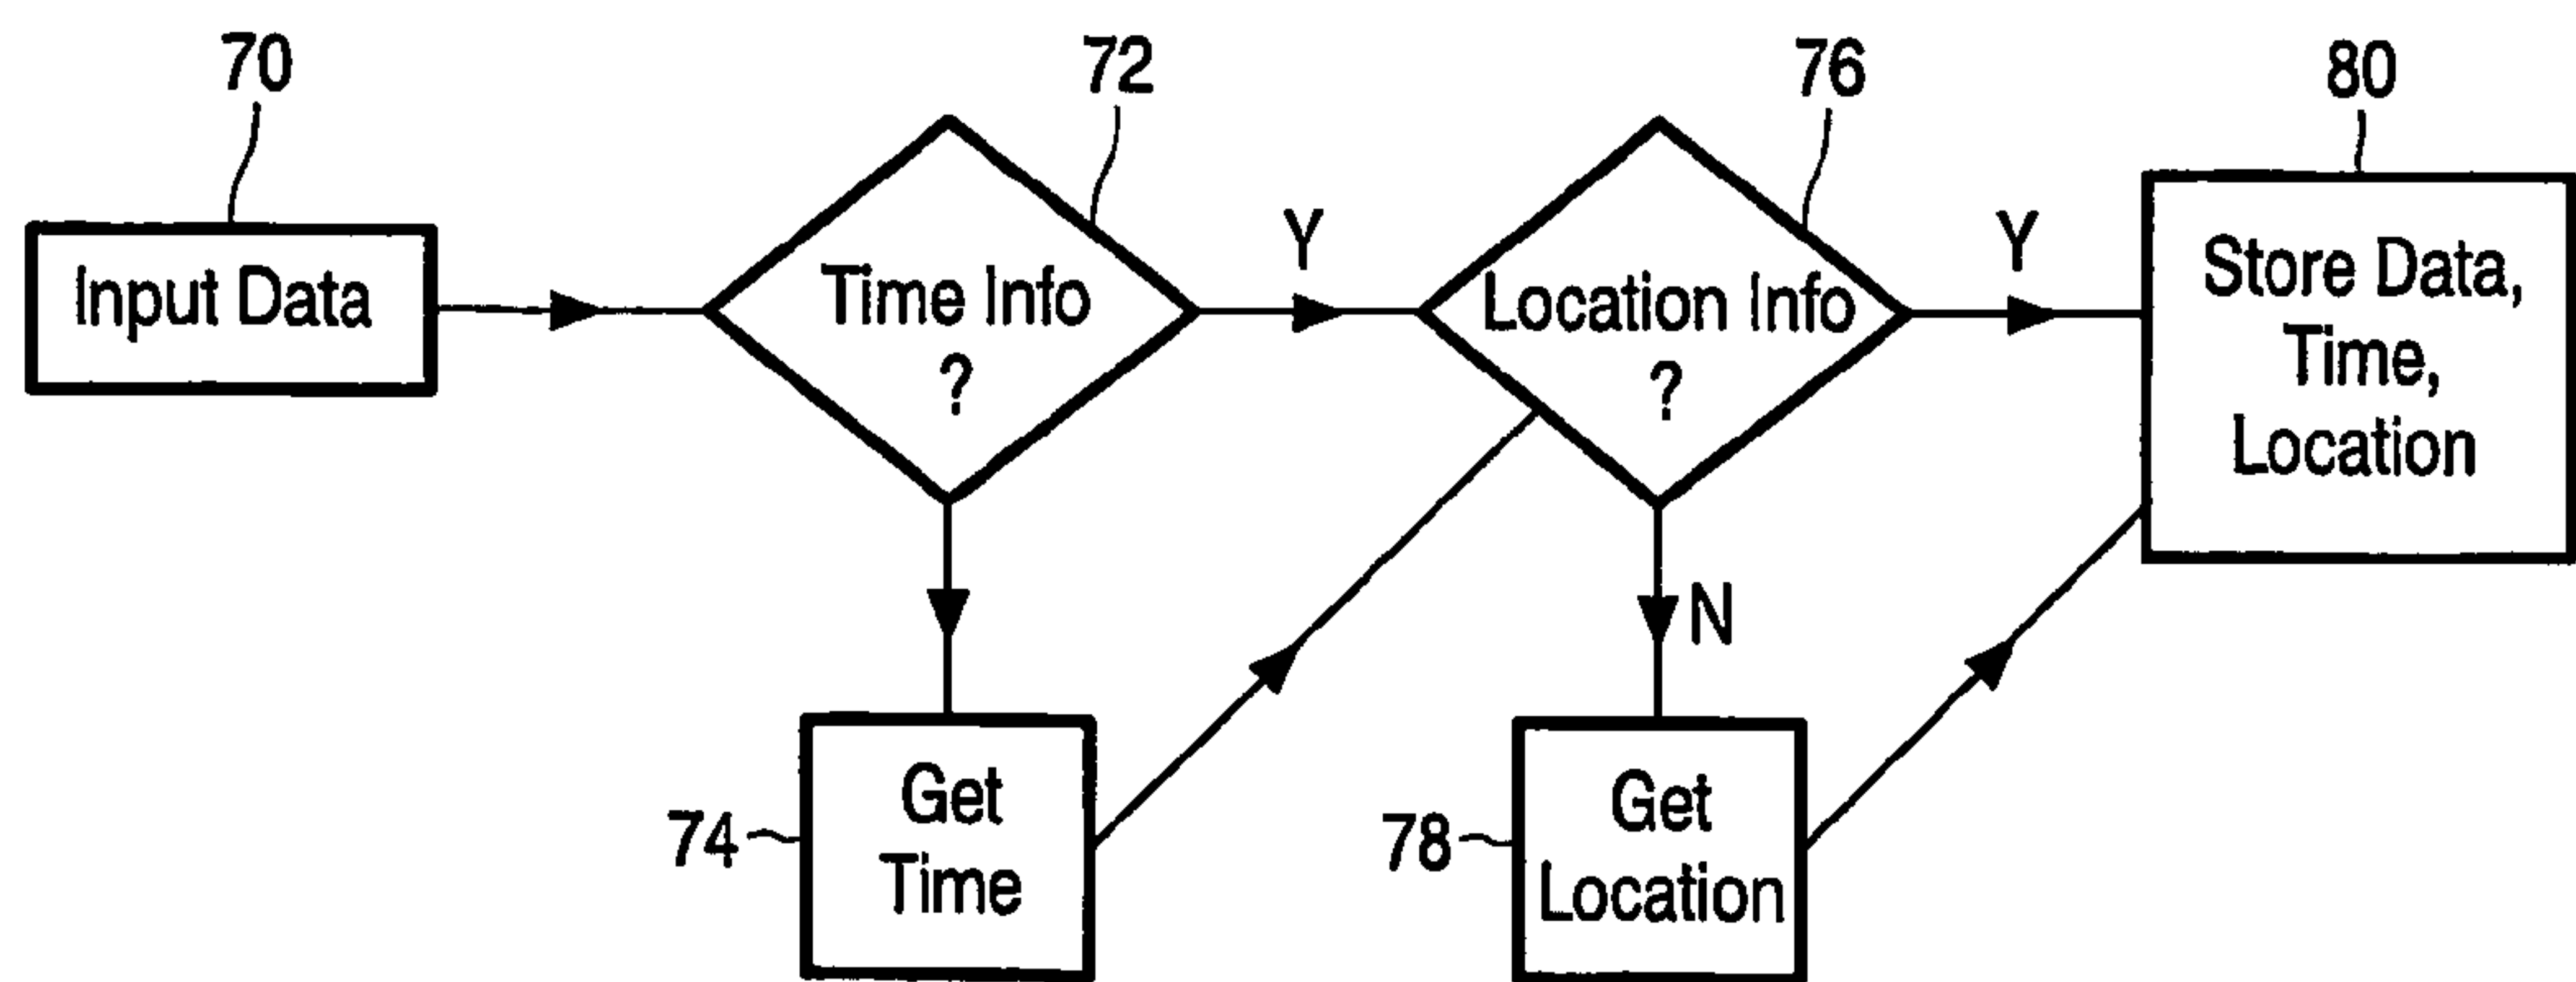 70
72
76
80
Input Data
Time Info
?
Y
Location Info
?
Y
Store Data,
Time,
Location
N
74
Get
Time
78
Get
Location